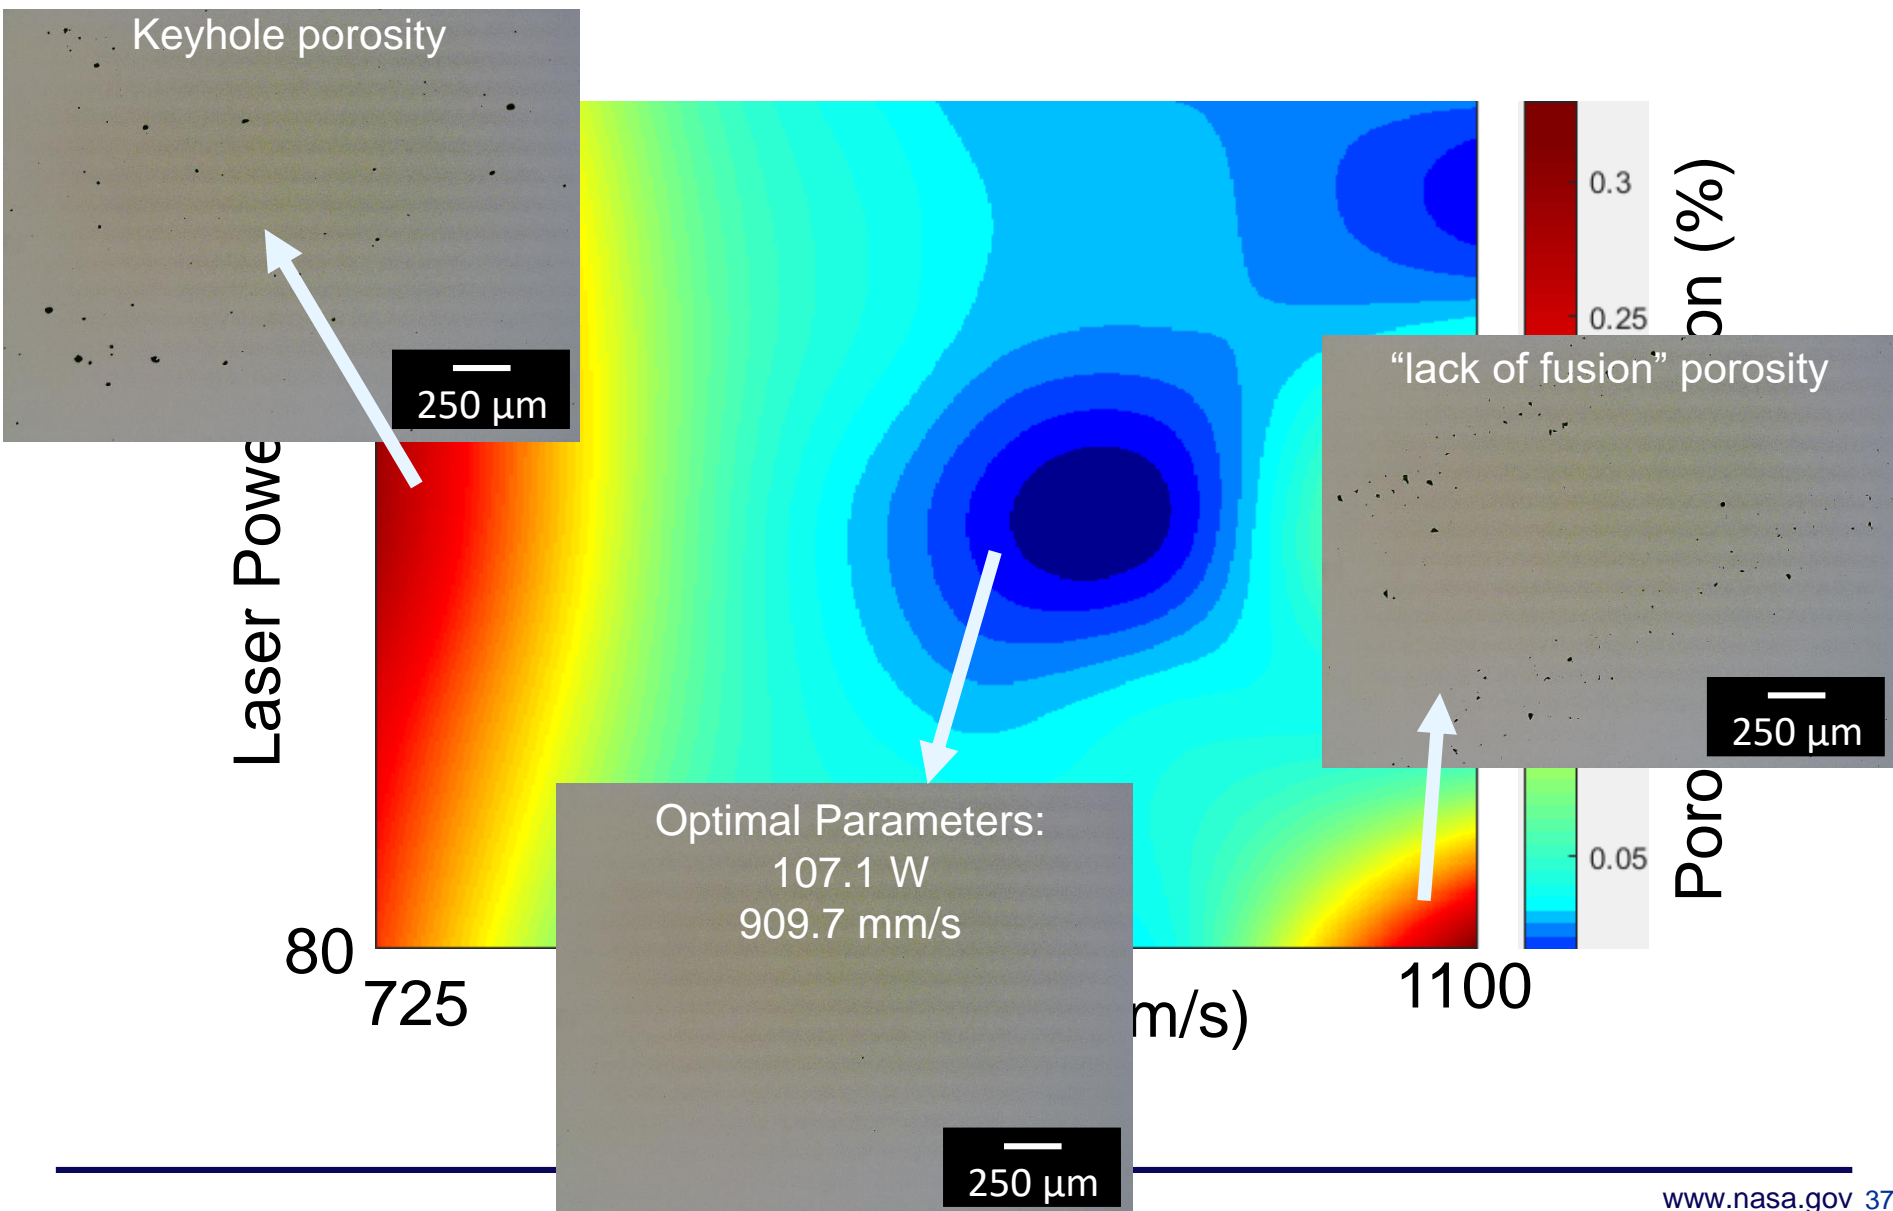 Keyhole porosity
250 µm
0.3
0.25
0.05
on (%)
Poro
"lack of fusion" porosity
250 µm
Laser Powe
80
725
1100
m/s)
Optimal Parameters:
107.1 W
909.7 mm/s
250 µm
www.nasa.gov 37